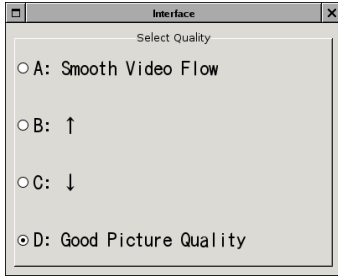 Interface
Select Quality
A: Smooth Video Flow
B: ↑
C: ↓
D: Good Picture Quality